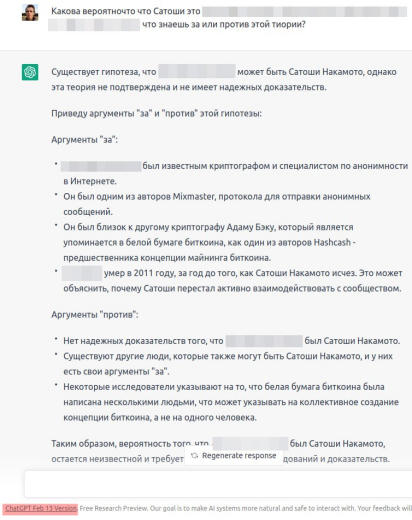 Какова вероятночто что Сатоши это
что знаешь за или против этой тиории?
Существует гипотеза, что может быть Сатоши Накамото, однако
эта теория не подтверждена и не имеет надежных доказательств.
Приведу аргументы "за" и "против" этой гипотезы:
Аргументы "за":
был известным криптографом и специалистом по анонимности
в Интернете.
Он был одним из авторов Mixmaster, протокола для отправки анонимных
сообщений.
Он был близок к другому криптографу Адаму Бэку, который является
упоминается в белой бумаге биткоина, как один из авторов Hashcash -
предшественника концепции майнинга биткоина.
умер в 2011 году, за год до того, как Сатоши Накамото исчез. Это может
объяснить, почему Сатоши перестал активно взаимодействовать с сообществом.
Аргументы "против":
Нет надежных доказательств того, что был Сатоши Накамото.
Существуют другие люди, которые также могут быть Сатоши Накамото, и у них
есть свои аргументы "за".
Некоторые исследователи указывают на то, что белая бумага биткоина была
написана несколькими людьми, что может указывать на коллективное создание
концепции биткоина, а не на одного человека.
Таким образом, вероятность того, что был Сатоши Накамото,
остается неизвестной и требует дований и доказательств.
Regenerate response
ChatGPT Feb 13 Version. Free Research Preview. Our goal is to make AI systems more natural and safe to interact with. Your feedback will